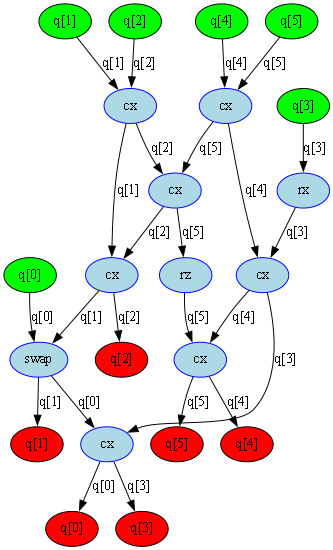 q[1] q[2] q[4] q[5]
q[1] q[2] q[4] q[5]
cx cx q[3]
q[2] q[5] q[3]
q[1] cx q[4] rx
q[2] q[5] q[3]
q[0] cx rz cx
q[0] q[1] q[2] q[5] q[4]
swap q[2] cx q[3]
q[1] q[0] q[5] q[4]
q[1] cx q[5] q[4]
q[0] q[3]
q[0] q[3]